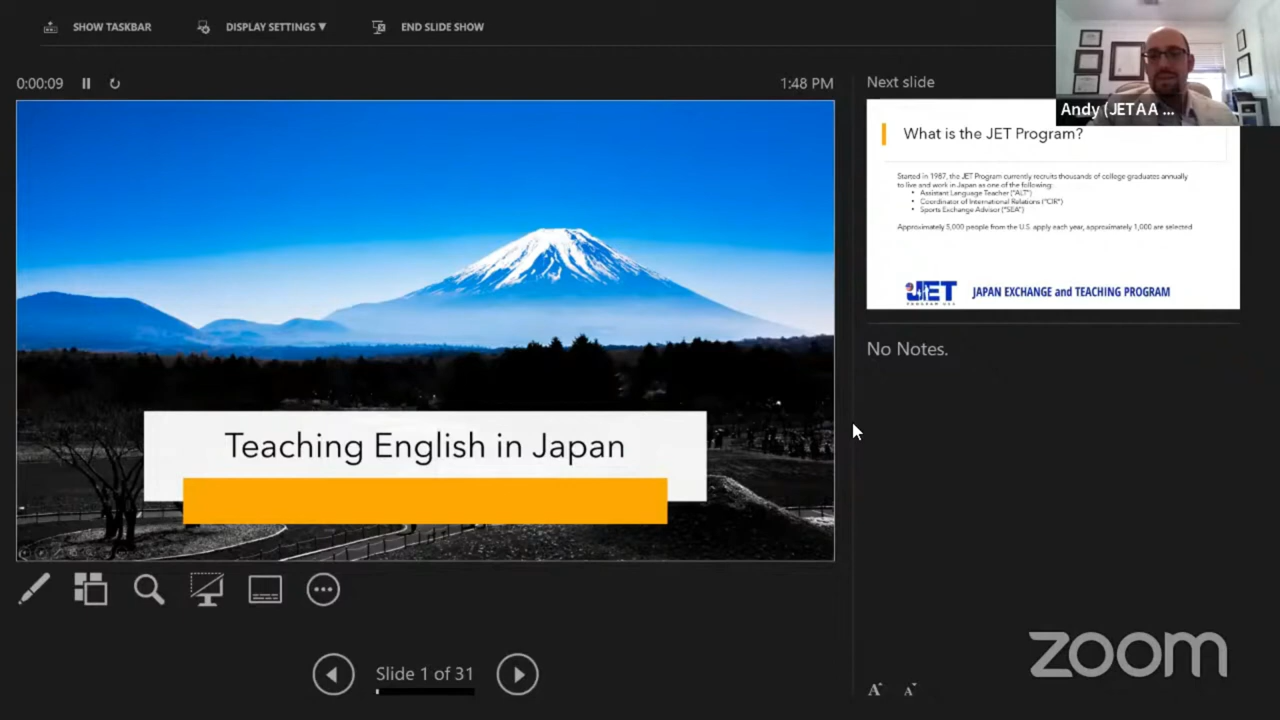 SHOW TASKBAR
DISPLAY SETTINGS ▼
END SLIDE SHOW
0:00:09
1:48 PM
Teaching English in Japan
Slide 1 of 31
Next slide
Andy (JETAA ...
What is the JET Program?
Started in 1987, the JET Program currently recruits thousands of college graduates annually
to live and work in Japan as one of the following:
• Assistant Language Teacher ("ALT")
• Coordinator of International Relations ("CIR")
• Sports Exchange Advisor ("SEA")
Approximately 5,000 people from the U.S. apply each year, approximately 1,000 are selected
JET
PROGRAM USA
JAPAN EXCHANGE and TEACHING PROGRAM
No Notes.
A A
zoom